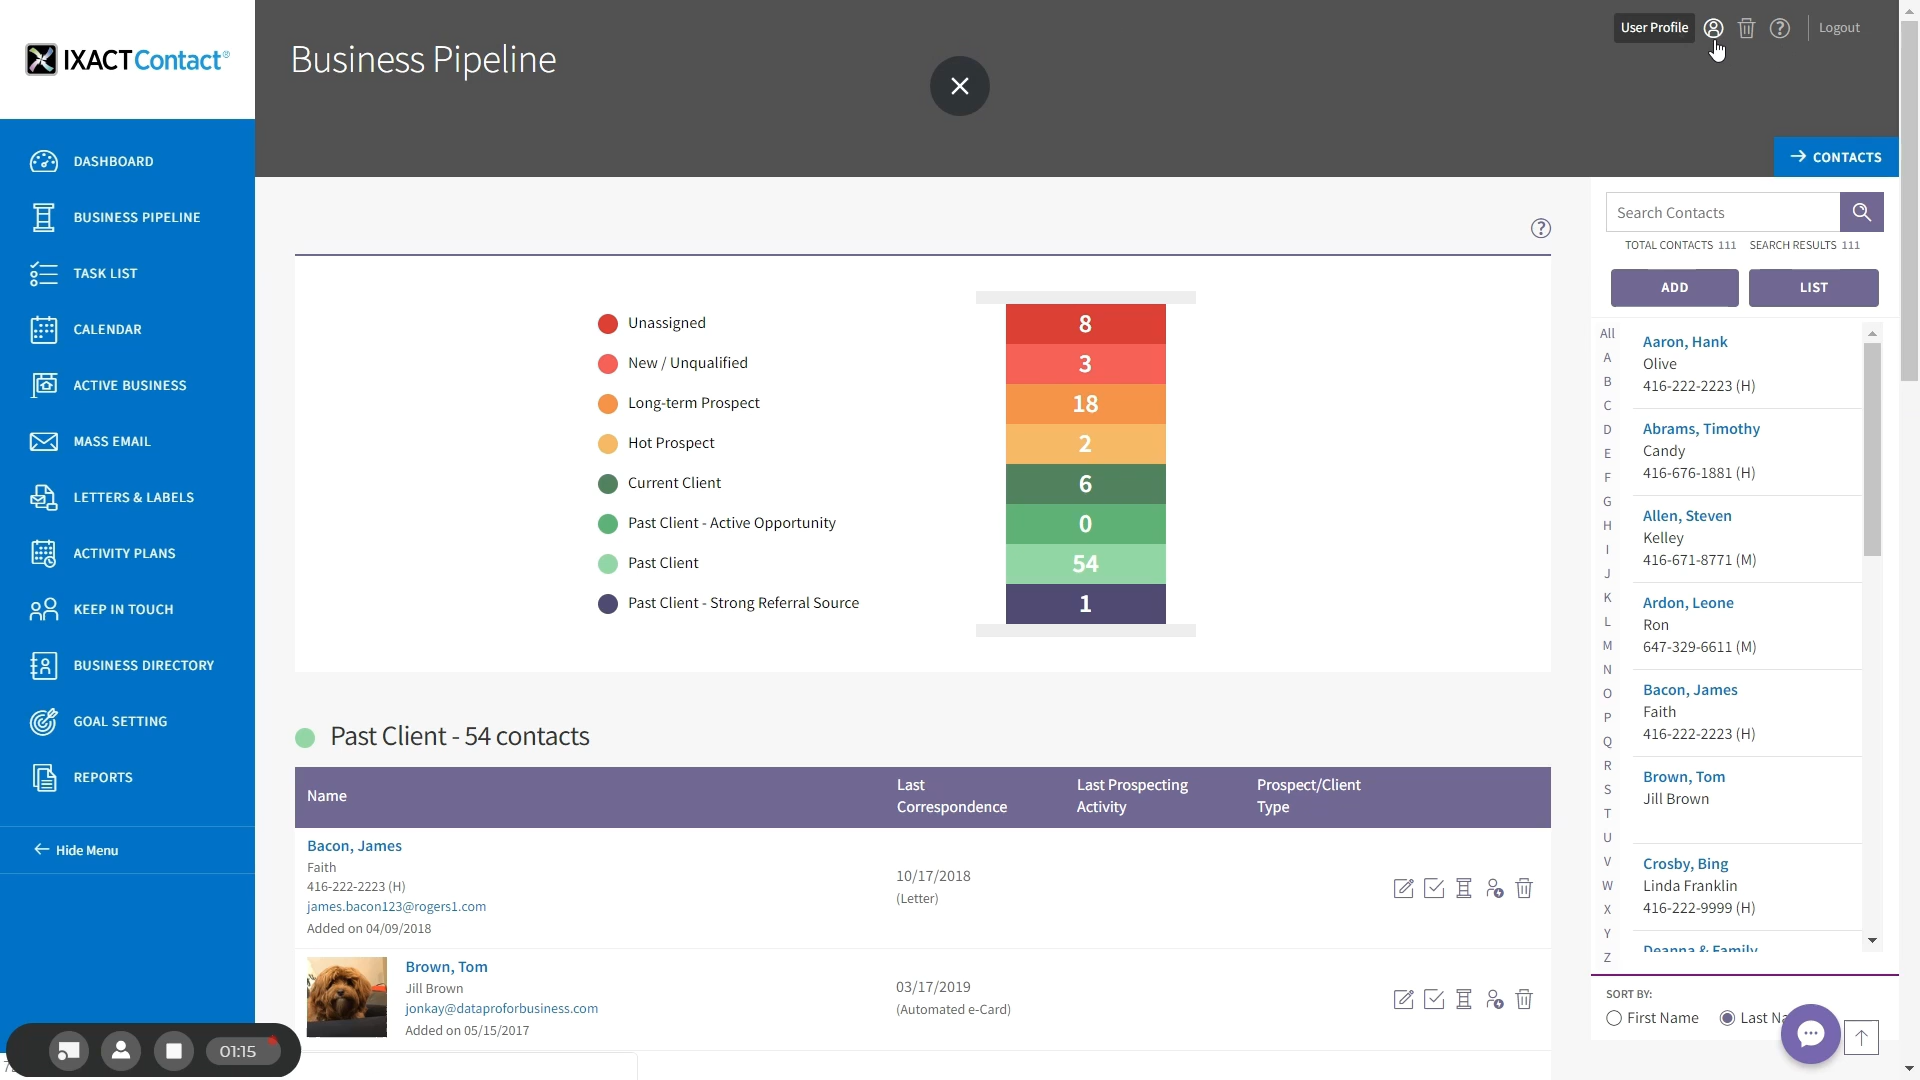 IXACTContact®
Business Pipeline
User Profile
Logout
CONTACTS
DASHBOARD
BUSINESS PIPELINE
TASK LIST
CALENDAR
ACTIVE BUSINESS
MASS EMAIL
LETTERS & LABELS
ACTIVITY PLANS
KEEP IN TOUCH
BUSINESS DIRECTORY
GOAL SETTING
REPORTS
Hide Menu
01:15
Unassigned 8
New / Unqualified 3
Long-term Prospect 18
Hot Prospect 2
Current Client 6
Past Client - Active Opportunity 0
Past Client 54
Past Client - Strong Referral Source 1
Past Client - 54 contacts
Name
Last Correspondence
Last Prospecting Activity
Prospect/Client Type
Bacon, James
Faith
416-222-2223 (H)
james.bacon123@rogers1.com
Added on 04/09/2018
10/17/2018
(Letter)
Brown, Tom
Jill Brown
jonkay@dataproforbusiness.com
Added on 05/15/2017
03/17/2019
(Automated e-Card)
Search Contacts
TOTAL CONTACTS 111 SEARCH RESULTS 111
ADD
LIST
All
A
B
C
D
E
F
G
H
I
J
K
L
M
N
O
P
Q
R
S
T
U
V
W
X
Y
Z
Aaron, Hank
Olive
416-222-2223 (H)
Abrams, Timothy
Candy
416-676-1881 (H)
Allen, Steven
Kelley
416-671-8771 (M)
Ardon, Leone
Ron
647-329-6611 (M)
Bacon, James
Faith
416-222-2223 (H)
Brown, Tom
Jill Brown
Crosby, Bing
Linda Franklin
416-222-9999 (H)
Deanna & Family
SORT BY:
First Name
Last Na